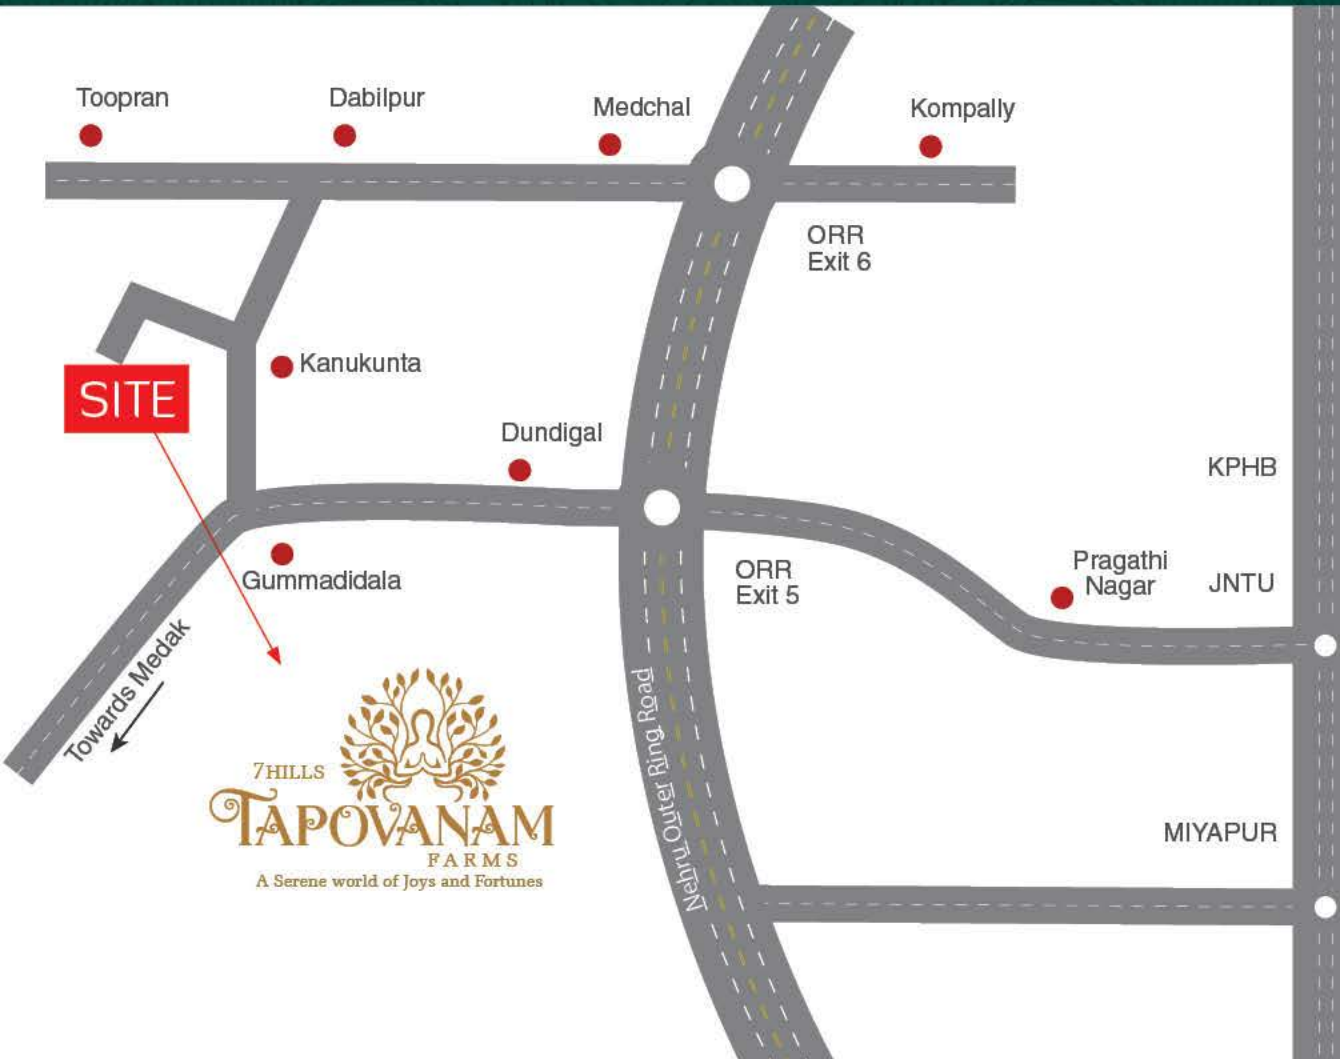 Toopran
Dabilpur
Medchal
Kompally
ORR
Exit 6
Kanukunta
SITE
Dundigal
KPHB
Gummadidala
ORR
Exit 5
Pragathi
Nagar
JNTU
Towards Medak
Nehru Outer Ring Road
7HILLS
TAPOVANAM
FARMS
A Serene world of Joys and Fortunes
MIYAPUR